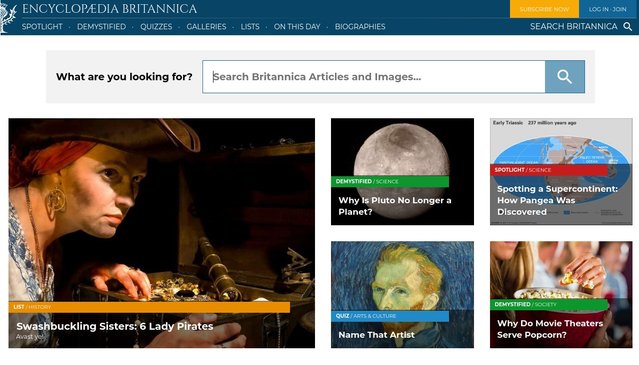 ENCYCLOPÆDIA BRITANNICA
SUBSCRIBE NOW
LOG IN · JOIN
SPOTLIGHT · DEMYSTIFIED · QUIZZES · GALLERIES · LISTS · ON THIS DAY · BIOGRAPHIES
SEARCH BRITANNICA
What are you looking for?
Search Britannica Articles and Images...
LIST / HISTORY
Swashbuckling Sisters: 6 Lady Pirates
Avast ye!
DEMYSTIFIED / SCIENCE
Why Is Pluto No Longer a
Planet?
Early Triassic 237 million years ago
SPOTLIGHT / SCIENCE
Spotting a Supercontinent:
How Pangea Was
Discovered
QUIZ / ARTS & CULTURE
Name That Artist
DEMYSTIFIED / SOCIETY
Why Do Movie Theaters
Serve Popcorn?